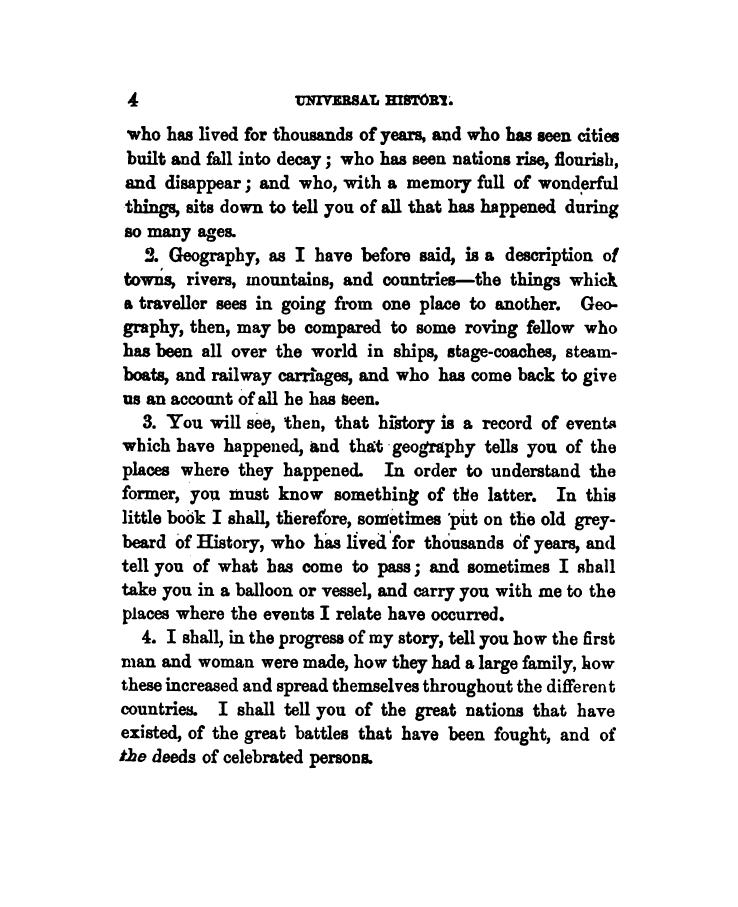 4 UNIVERSAL HISTORY.
who has lived for thousands of years, and who has seen cities
built and fall into decay; who has seen nations rise, flourish,
and disappear; and who, with a memory full of wonderful
things, sits down to tell you of all that has happened during
so many ages.
2. Geography, as I have before said, is a description of
towns, rivers, mountains, and countries—the things which
a traveller sees in going from one place to another. Geo-
graphy, then, may be compared to some roving fellow who
has been all over the world in ships, stage-coaches, steam-
boats, and railway carriages, and who has come back to give
us an account of all he has seen.
3. You will see, then, that history is a record of events
which have happened, and that geography tells you of the
places where they happened. In order to understand the
former, you must know something of the latter. In this
little book I shall, therefore, sometimes put on the old grey-
beard of History, who has lived for thousands of years, and
tell you of what has come to pass; and sometimes I shall
take you in a balloon or vessel, and carry you with me to the
places where the events I relate have occurred.
4. I shall, in the progress of my story, tell you how the first
man and woman were made, how they had a large family, how
these increased and spread themselves throughout the different
countries. I shall tell you of the great nations that have
existed, of the great battles that have been fought, and of
the deeds of celebrated persons.